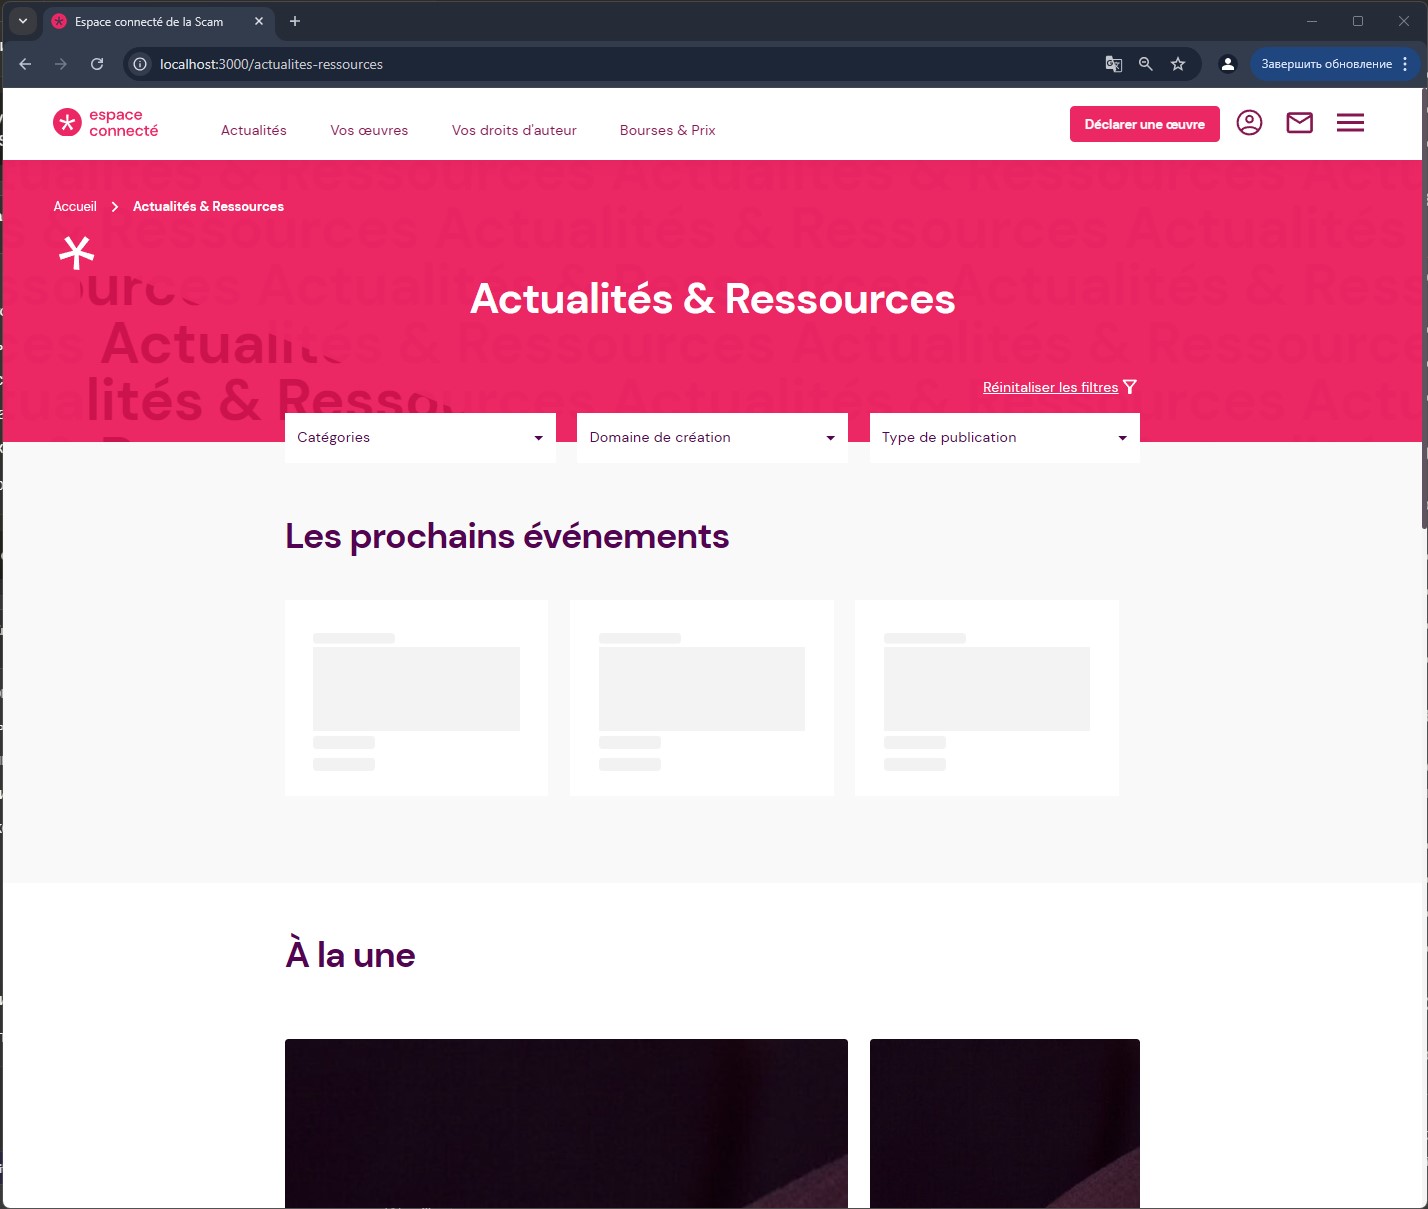 Espace connecté de la Scam
localhost:3000/actualites-ressources
Завершить обновление
espace
connecté
Actualités
Vos œuvres
Vos droits d'auteur
Bourses & Prix
Déclarer une œuvre
Accueil
Actualités & Ressources
Actualités & Ressources
Réinitaliser les filtres
Catégories
Domaine de création
Type de publication
Les prochains événements
À la une